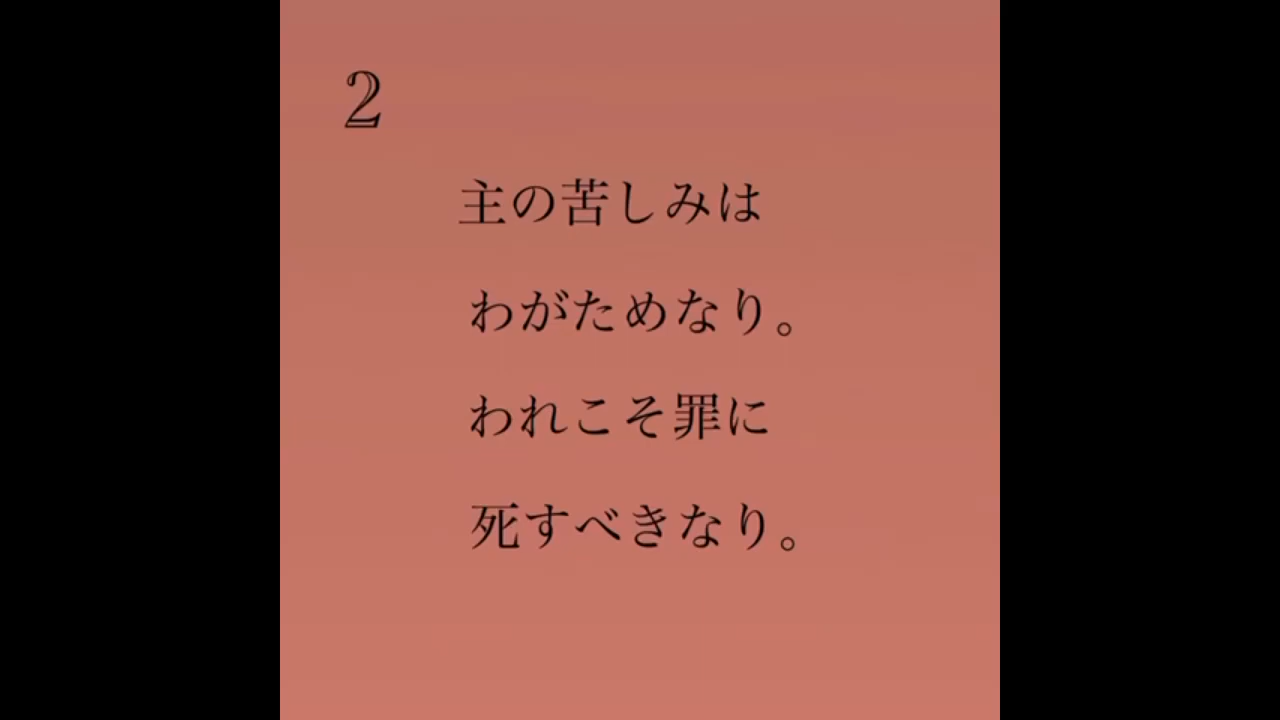 2
主の苦しみは
わがためなり。
われこそ罪に
死すべきなり。